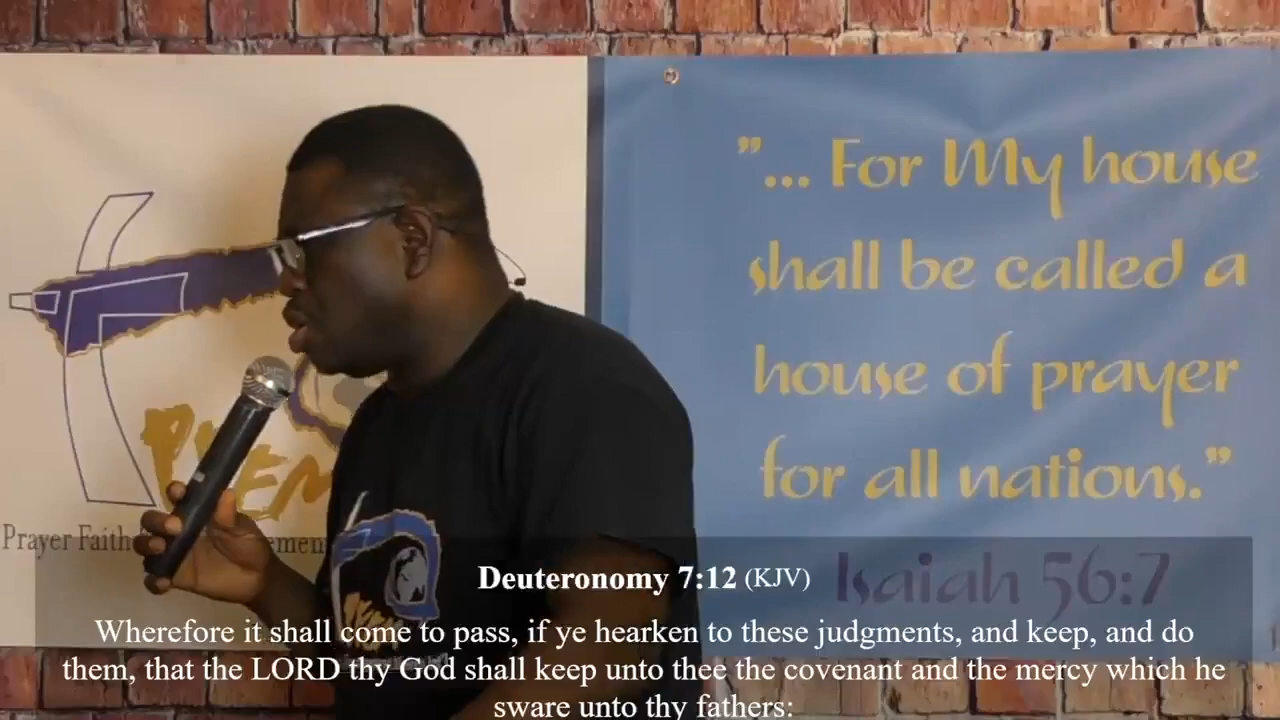 "... For My house
shall be called a
house of prayer
for all nations."
Isaiah 56:7
Prayer Faith
Deuteronomy 7:12 (KJV)
Wherefore it shall come to pass, if ye hearken to these judgments, and keep, and do
them, that the LORD thy God shall keep unto thee the covenant and the mercy which he
sware unto thy fathers: